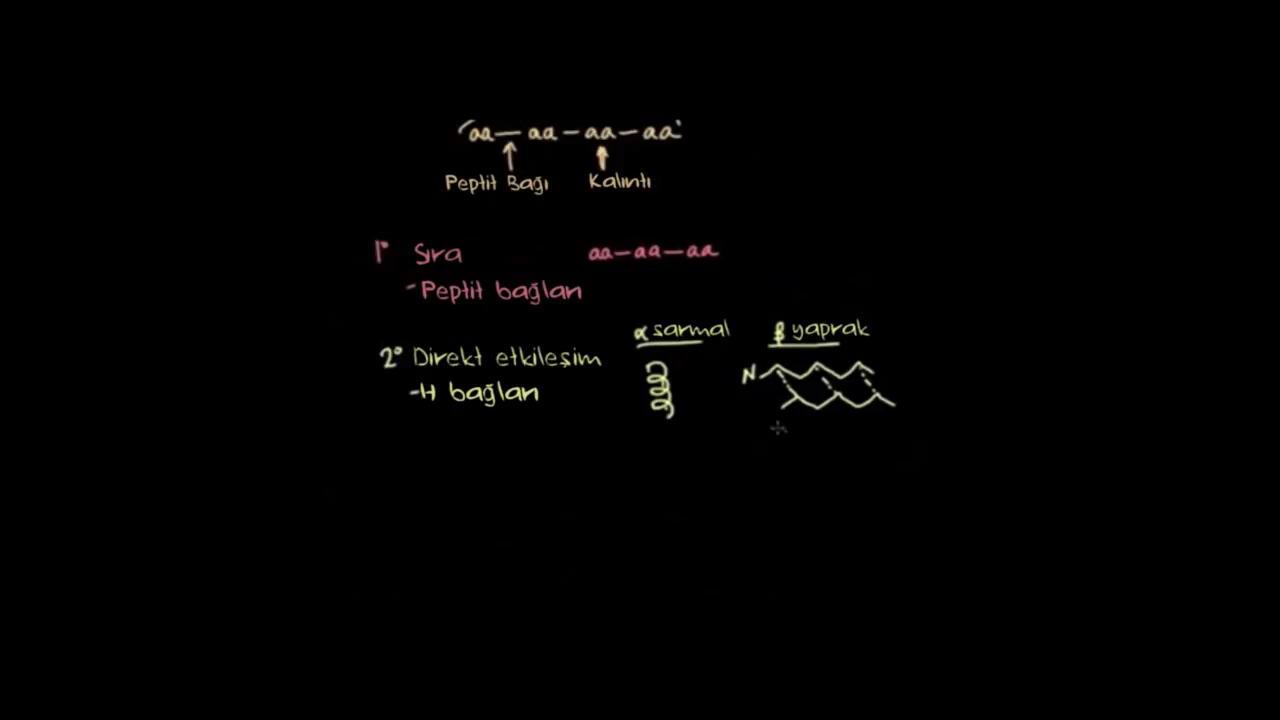 aa — aa — aa — aa
Peptit Bağı Kalıntı
1° Sıra aa — aa — aa
- Peptit bağları
α sarmal β yaprak
2° Direkt etkileşim
N
- H bağları